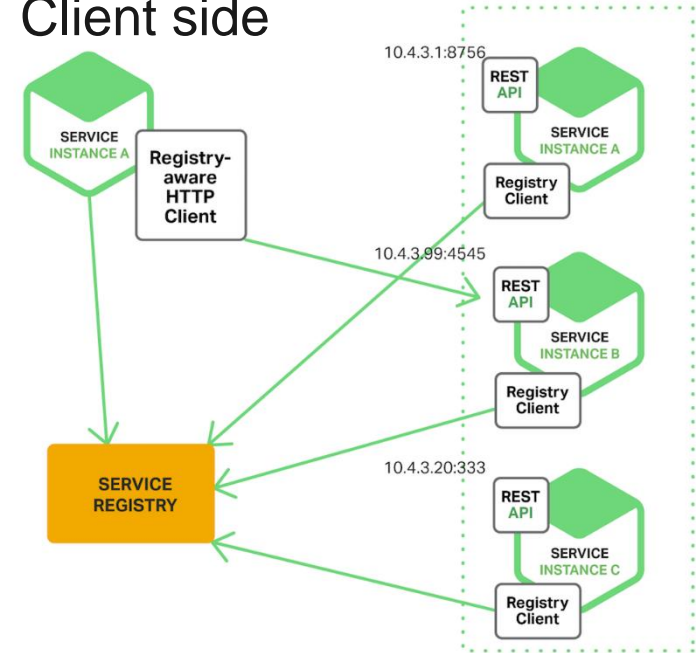 Client side
10.4.3.1:8756
REST
API
SERVICE
INSTANCE A
SERVICE
INSTANCE A
Registry-
aware
HTTP
Client
Registry
Client
10.4.3.99:4545
REST
API
SERVICE
INSTANCE B
Registry
Client
10.4.3.20:333
SERVICE
REGISTRY
REST
API
SERVICE
INSTANCE C
Registry
Client